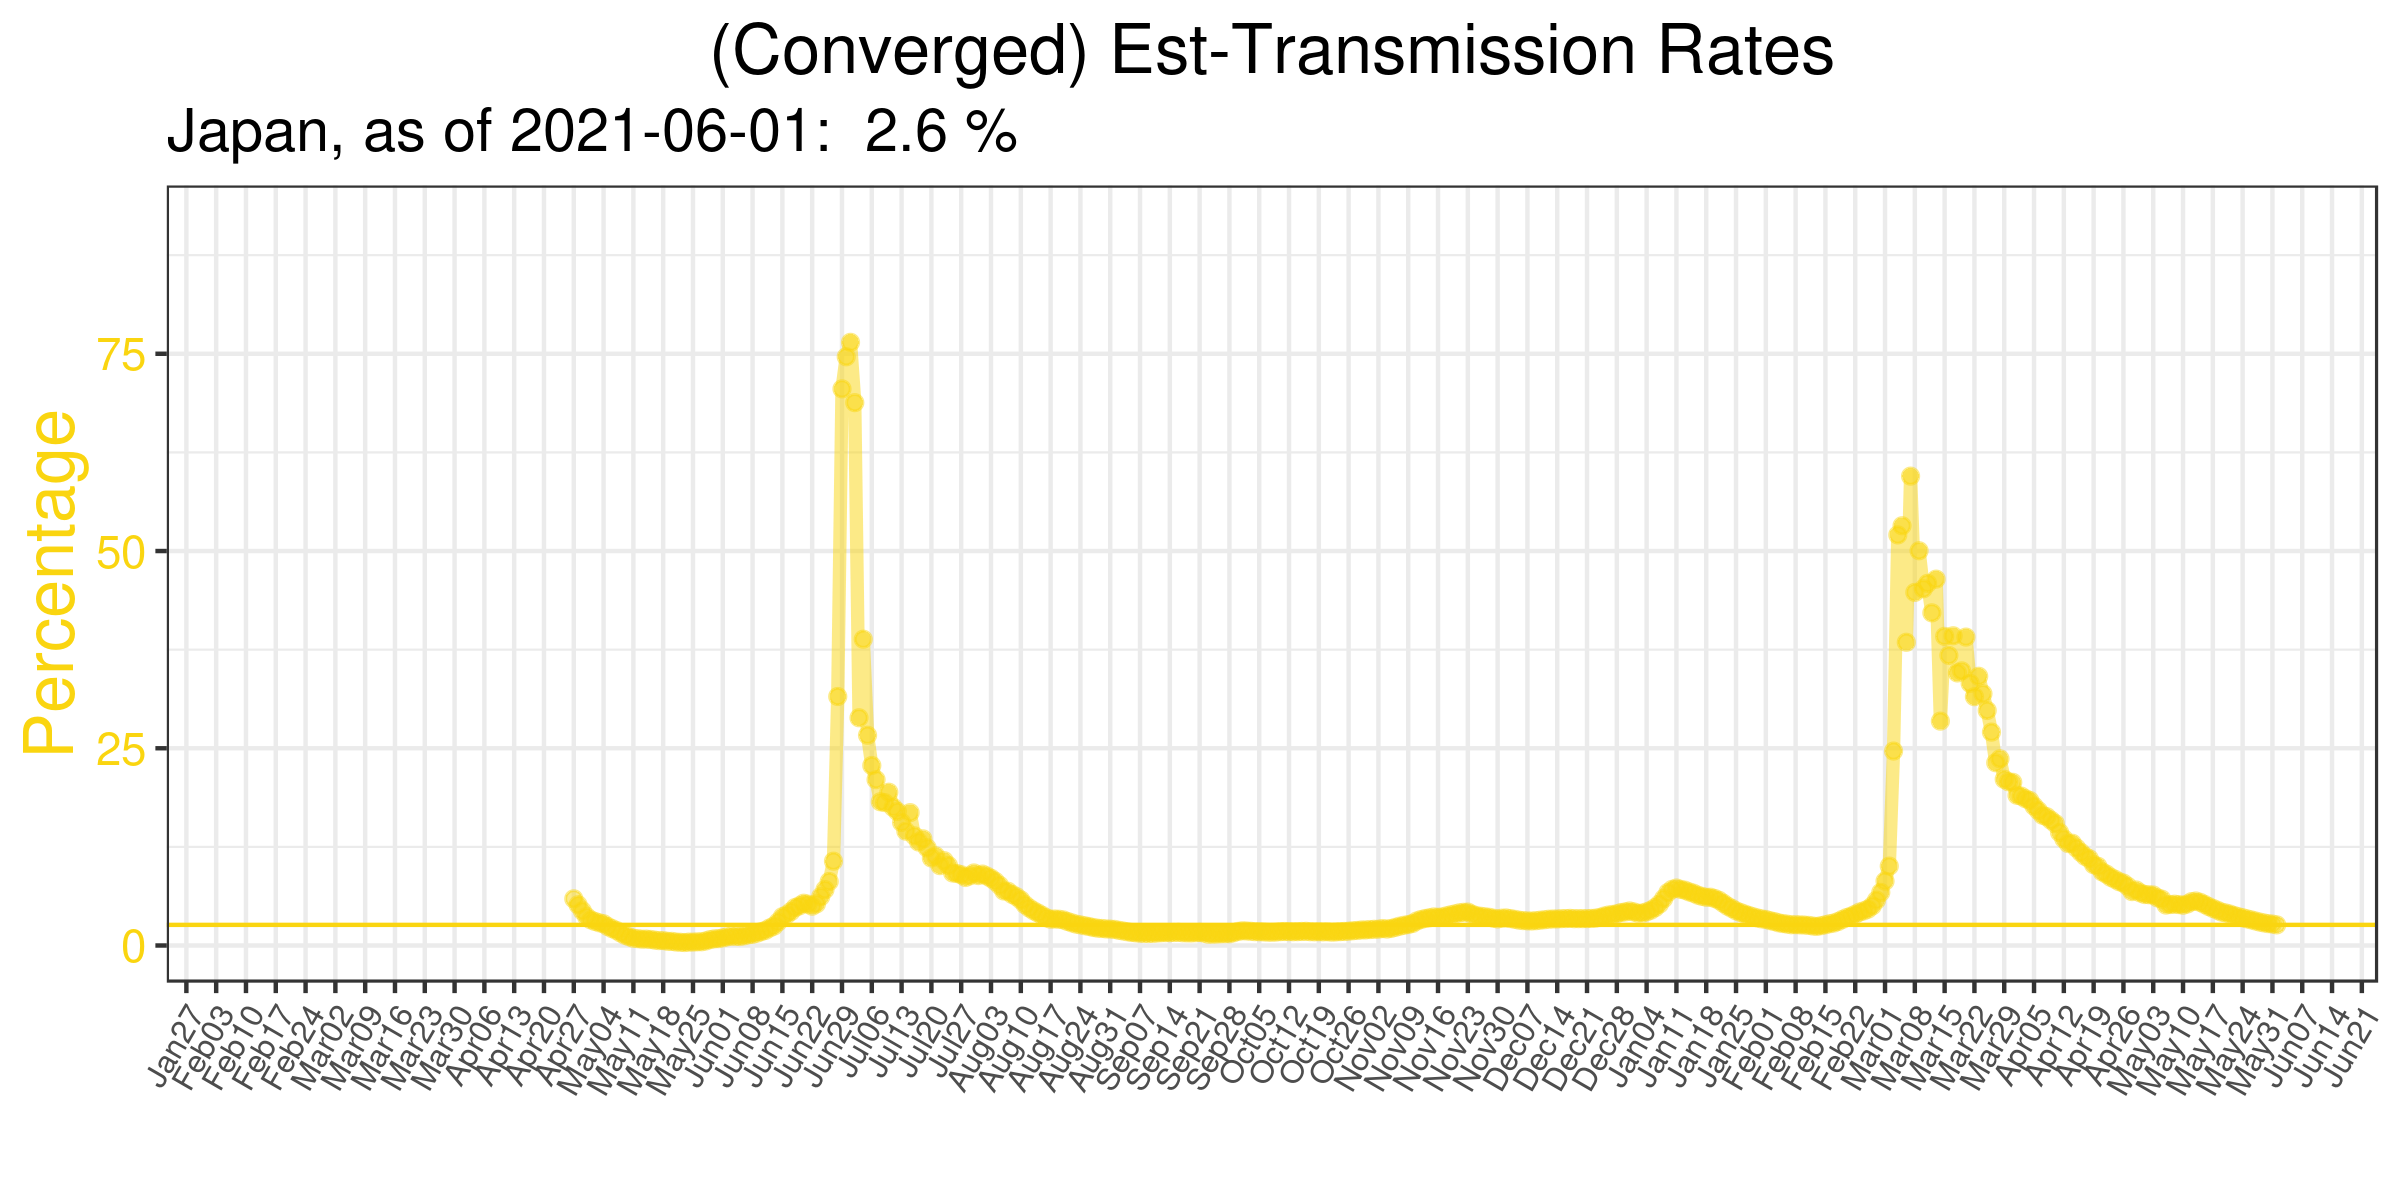 (Converged) Est-Transmission Rates
Japan, as of 2021-06-01:  2.6 %
Percentage
75
50
25
0
Jan27
Feb03
Feb10
Feb17
Feb24
Mar02
Mar09
Mar16
Mar23
Mar30
Apr06
Apr13
Apr20
Apr27
May04
May11
May18
May25
Jun01
Jun08
Jun15
Jun22
Jun29
Jul06
Jul13
Jul20
Jul27
Aug03
Aug10
Aug17
Aug24
Aug31
Sep07
Sep14
Sep21
Sep28
Oct05
Oct12
Oct19
Oct26
Nov02
Nov09
Nov16
Nov23
Nov30
Dec07
Dec14
Dec21
Dec28
Jan04
Jan11
Jan18
Jan25
Feb01
Feb08
Feb15
Feb22
Mar01
Mar08
Mar15
Mar22
Mar29
Apr05
Apr12
Apr19
Apr26
May03
May10
May17
May24
May31
Jun07
Jun14
Jun21